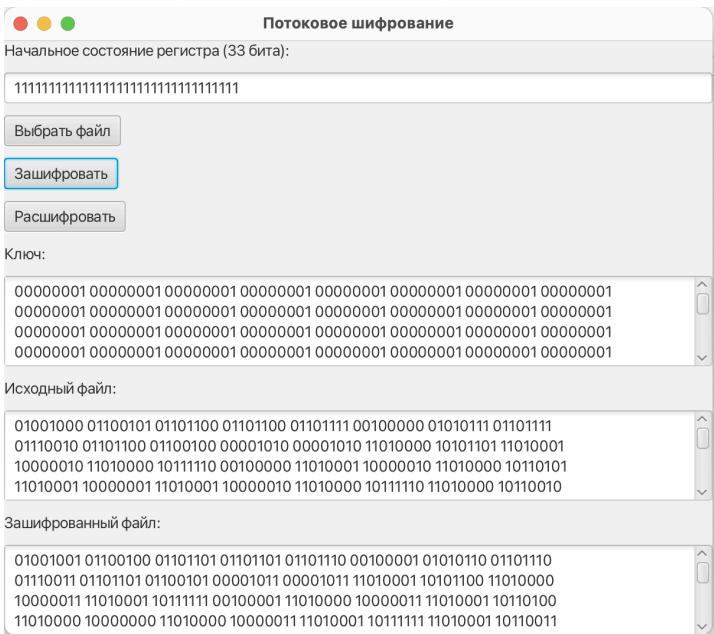 Потоковое шифрование
Начальное состояние регистра (33 бита):
111111111111111111111111111111111
Выбрать файл
Зашифровать
Расшифровать
Ключ:
00000001 00000001 00000001 00000001 00000001 00000001 00000001 00000001
00000001 00000001 00000001 00000001 00000001 00000001 00000001 00000001
00000001 00000001 00000001 00000001 00000001 00000001 00000001 00000001
00000001 00000001 00000001 00000001 00000001 00000001 00000001 00000001
Исходный файл:
01001000 01100101 01101100 01101100 01101111 00100000 01010111 01101111
01110010 01101100 01100100 00001010 00001010 11010000 10101101 11010001
10000010 11010000 10111110 00100000 11010001 10000010 11010000 10110101
11010001 10000001 11010001 10000010 11010000 10111110 11010000 10110010
Зашифрованный файл:
01001001 01100100 01101101 01101101 01101110 00100001 01010110 01101110
01110011 01101101 01100101 00001011 00001011 11010001 10101100 11010000
10000011 11010001 10111111 00100001 11010000 10000011 11010001 10110100
11010000 10000000 11010000 10000011 11010001 10111111 11010001 10110011